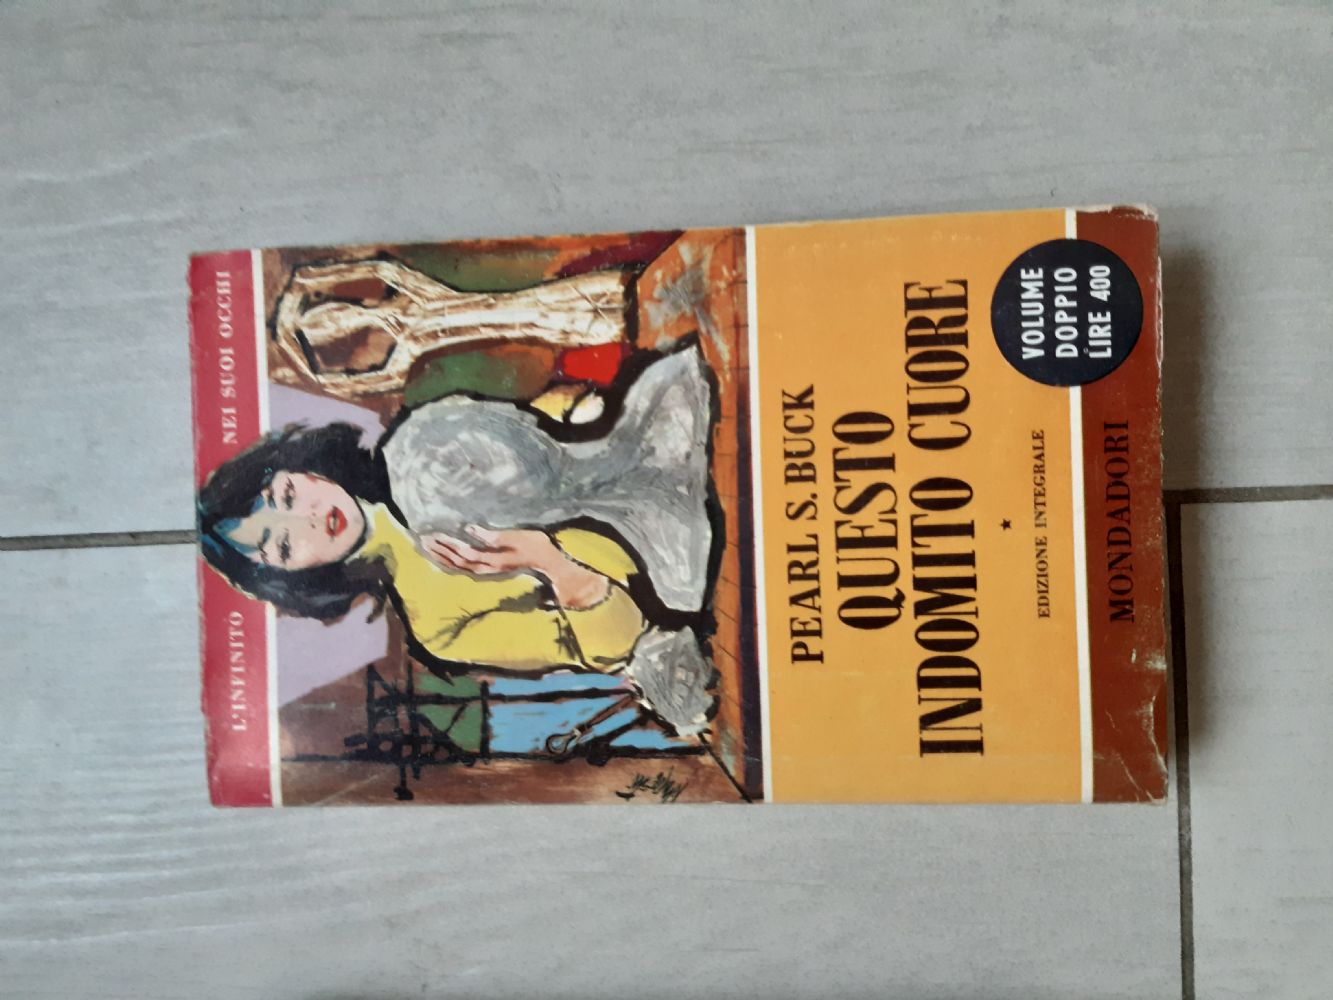 L'INFINITO NEI SUOI OCCHI
PEARL S. BUCK
QUESTO
INDOMITO CUORE
EDIZIONE INTEGRALE
VOLUME
DOPPIO
LIRE 400
MONDADORI